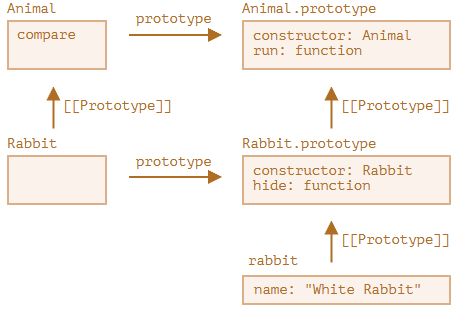 Animal
prototype
Animal.prototype
compare
constructor: Animal
run: function
[[Prototype]]
[[Prototype]]
Rabbit
prototype
Rabbit.prototype
constructor: Rabbit
hide: function
[[Prototype]]
rabbit
name: "White Rabbit"